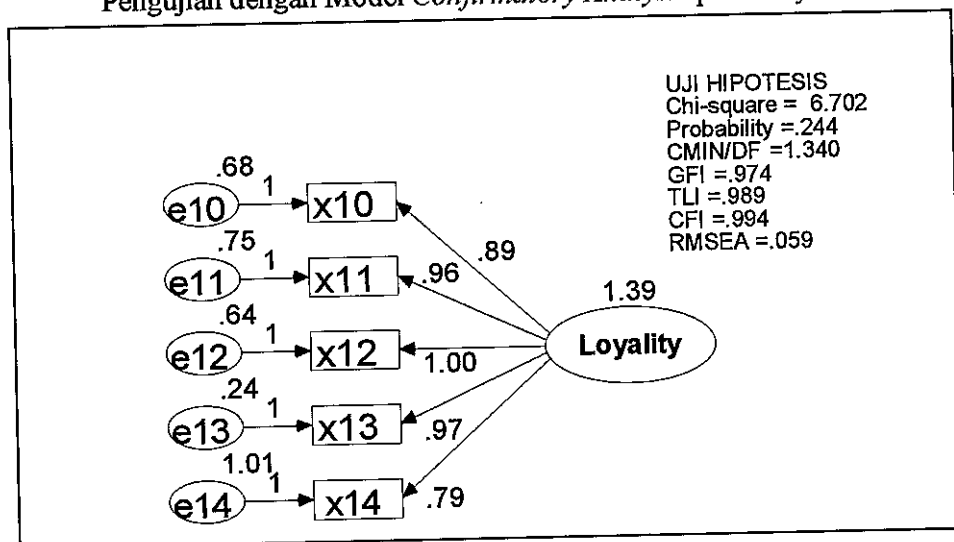 Pengujian dengan Model Confirmatory
UJI HIPOTESIS
Chi-square = 6.702
Probability =.244
CMIN/DF =1.340
GFI =.974
TLI =.989
CFI =.994
RMSEA =.059
.68
e10 1 x10
.89
.75
e11 1 x11
.96
1.39
.64
e12 1 x12
1.00
Loyality
.24
e13 1 x13
.97
1.01
e14 1 x14
.79